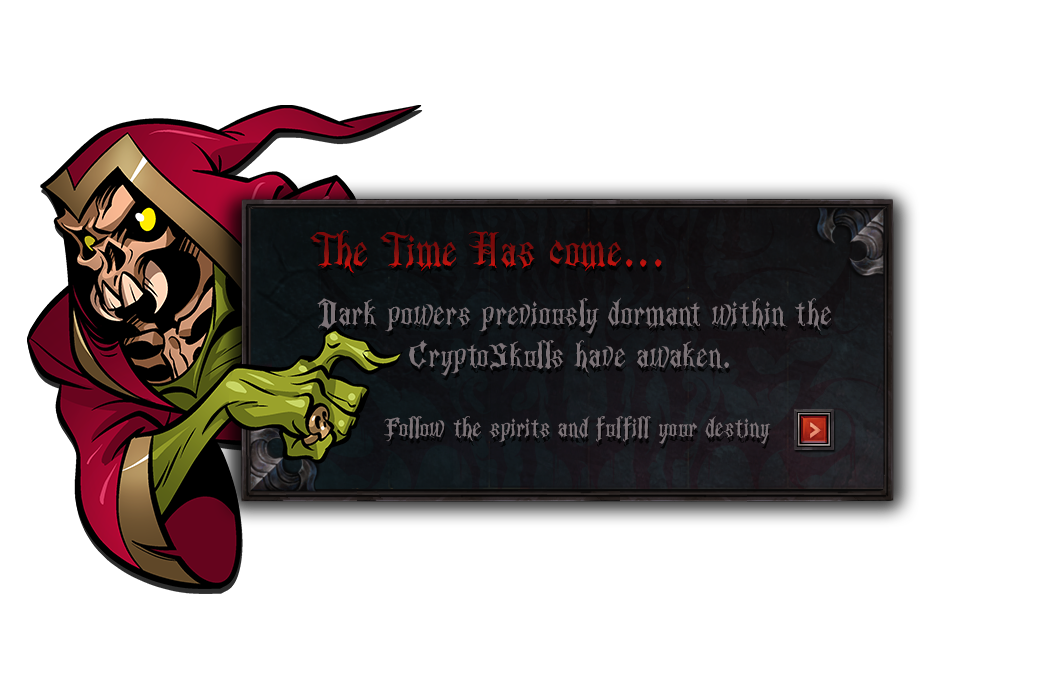 The Time Has come...
Dark powers previously dormant within the
CryptoSkulls have awaken.
Follow the spirits and fulfill your destiny